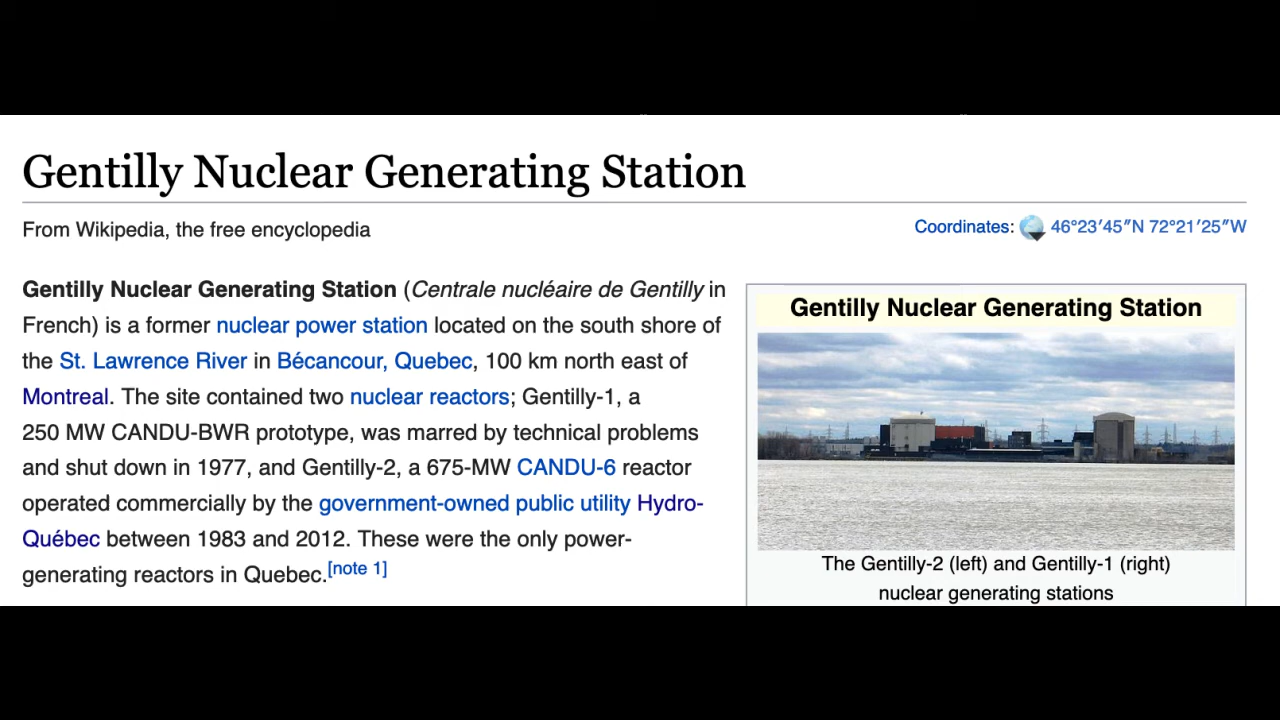 Gentilly Nuclear Generating Station
From Wikipedia, the free encyclopedia
Coordinates: 46°23′45″N 72°21′25″W
Gentilly Nuclear Generating Station (Centrale nucléaire de Gentilly in
French) is a former nuclear power station located on the south shore of
the St. Lawrence River in Bécancour, Quebec, 100 km north east of
Montreal. The site contained two nuclear reactors; Gentilly-1, a
250 MW CANDU-BWR prototype, was marred by technical problems
and shut down in 1977, and Gentilly-2, a 675-MW CANDU-6 reactor
operated commercially by the government-owned public utility Hydro-
Québec between 1983 and 2012. These were the only power-
generating reactors in Quebec.[note 1]
Gentilly Nuclear Generating Station
The Gentilly-2 (left) and Gentilly-1 (right)
nuclear generating stations